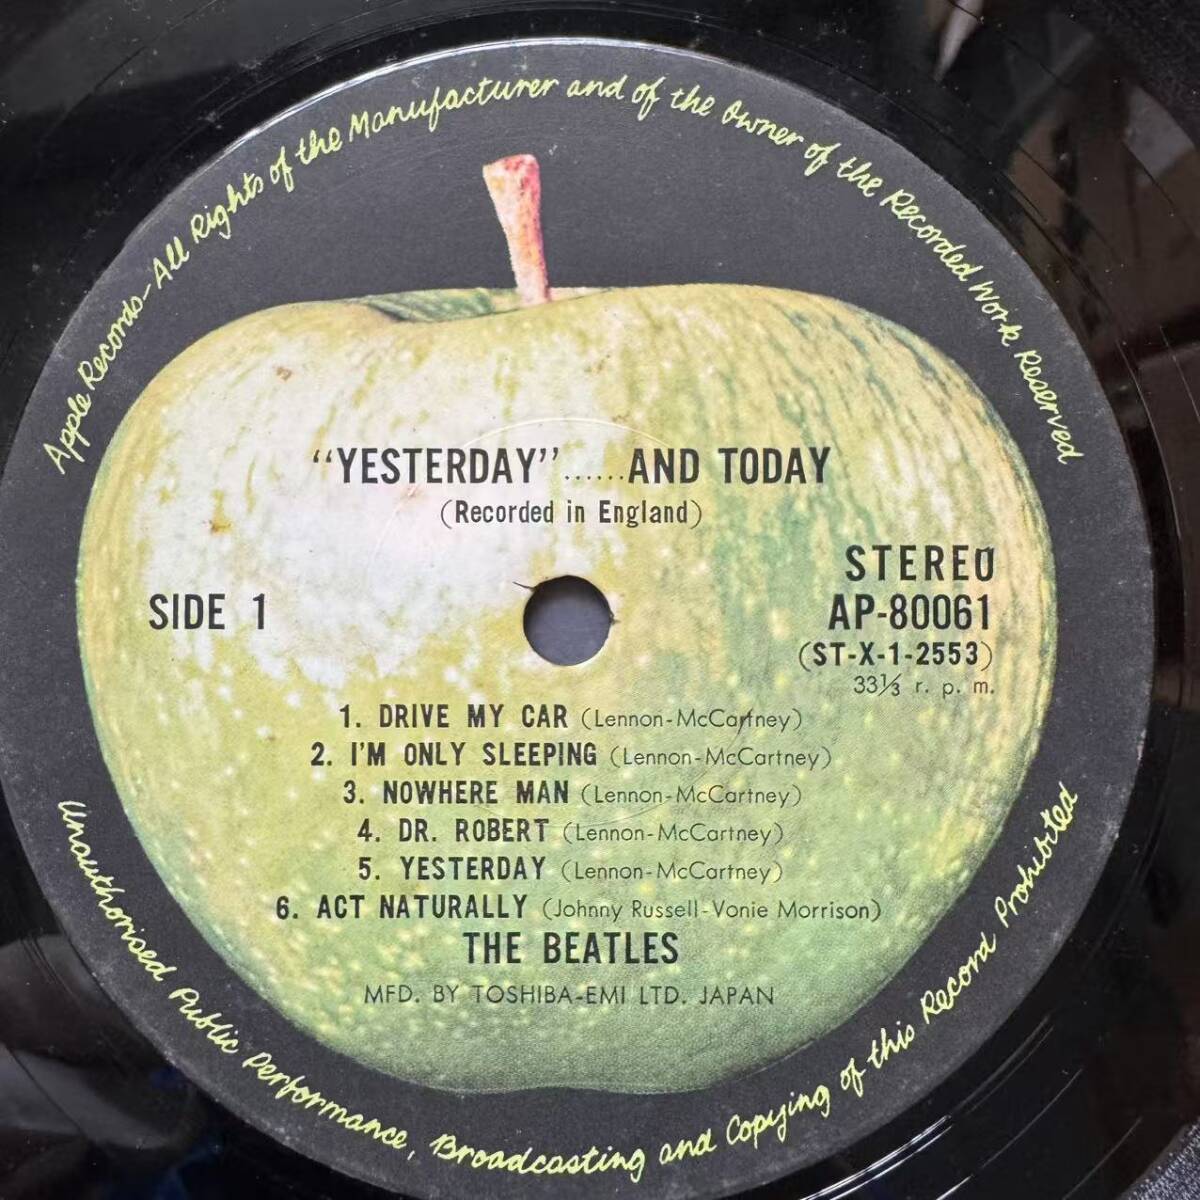 Apple Records-All Rights of the Manufacturer and of the Owner of the Recorded Work Reserved
“YESTERDAY”......AND TODAY
(Recorded in England)
STEREO
SIDE 1
AP-80061
(ST-X-1-2553)
33⅓ r. p. m.
1. DRIVE MY CAR (Lennon-McCartney)
2. I'M ONLY SLEEPING (Lennon-McCartney)
3. NOWHERE MAN (Lennon-McCartney)
4. DR. ROBERT (Lennon-McCartney)
5. YESTERDAY (Lennon-McCartney)
6. ACT NATURALLY (Johnny Russell-Vonie Morrison)
THE BEATLES
MFD. BY TOSHIBA-EMI LTD. JAPAN
Unauthorised Public Performance, Broadcasting and Copying of this Record Prohibited